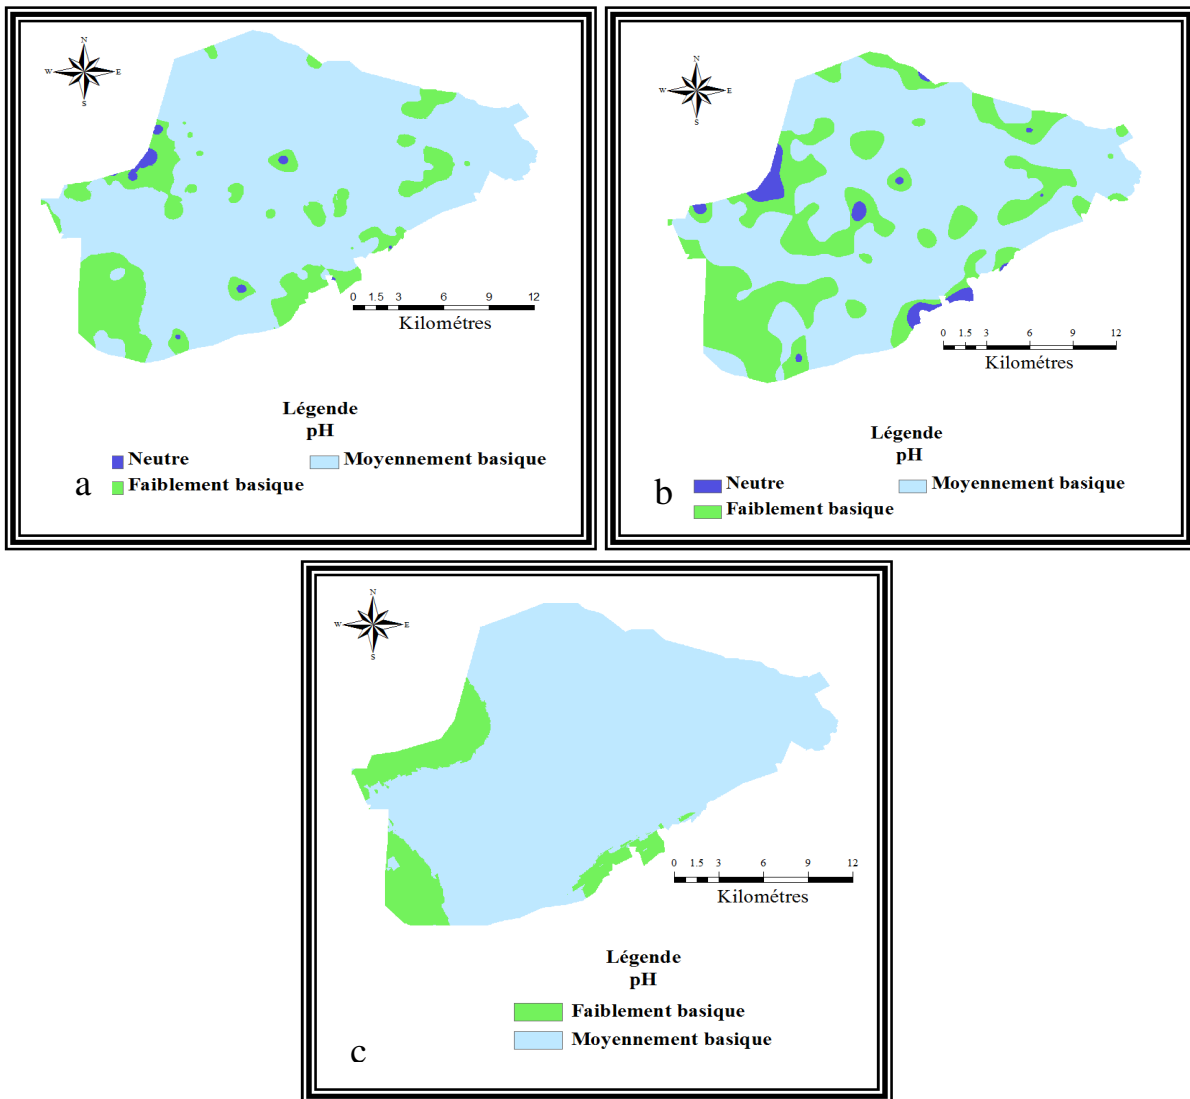 N
W E
S
0 1.5 3 6 9 12
Kilométres
Légende
pH
Neutre
Moyennement basique
Faiblement basique
a
N
W E
S
0 1.5 3 6 9 12
Kilométres
Légende
pH
Neutre
Moyennement basique
Faiblement basique
b
N
W E
S
0 1.5 3 6 9 12
Kilométres
Légende
pH
Faiblement basique
Moyennement basique
c